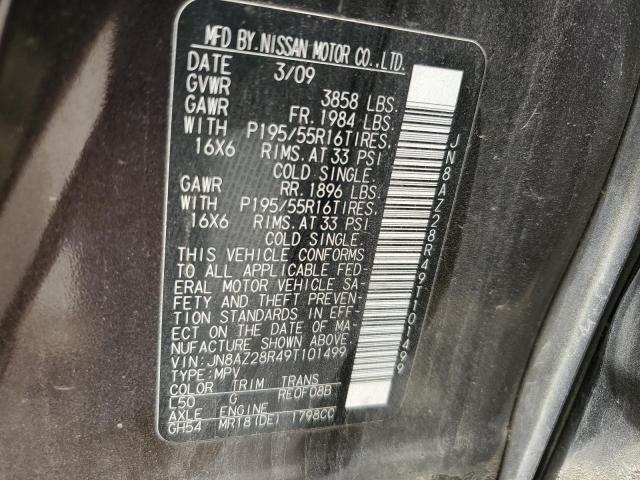 MFD BY. NISSAN MOTOR CO.,LTD.
DATE 3/09
GVWR 3858 LBS.
GAWR FR. 1984 LBS.
WITH P195/55R16TIRES.
16X6 RIMS. AT 33 PSI
COLD SINGLE.
GAWR RR. 1896 LBS.
WITH P195/55R16TIRES.
16X6 RIMS. AT 33 PSI
COLD SINGLE.
THIS VEHICLE CONFORMS
TO ALL APPLICABLE FED-
ERAL MOTOR VEHICLE SA-
FETY AND THEFT PREVEN-
TION STANDARDS IN EFF-
ECT ON THE DATE OF MA-
NUFACTURE SHOWN ABOVE.
VIN: JN8AZ28R49T101499
TYPE: MPV
COLOR TRIM TRANS
L50 G RE0F08B
AXLE ENGINE
GH54 MR18(DE) 1798CC
JN8AZ28R49T101499